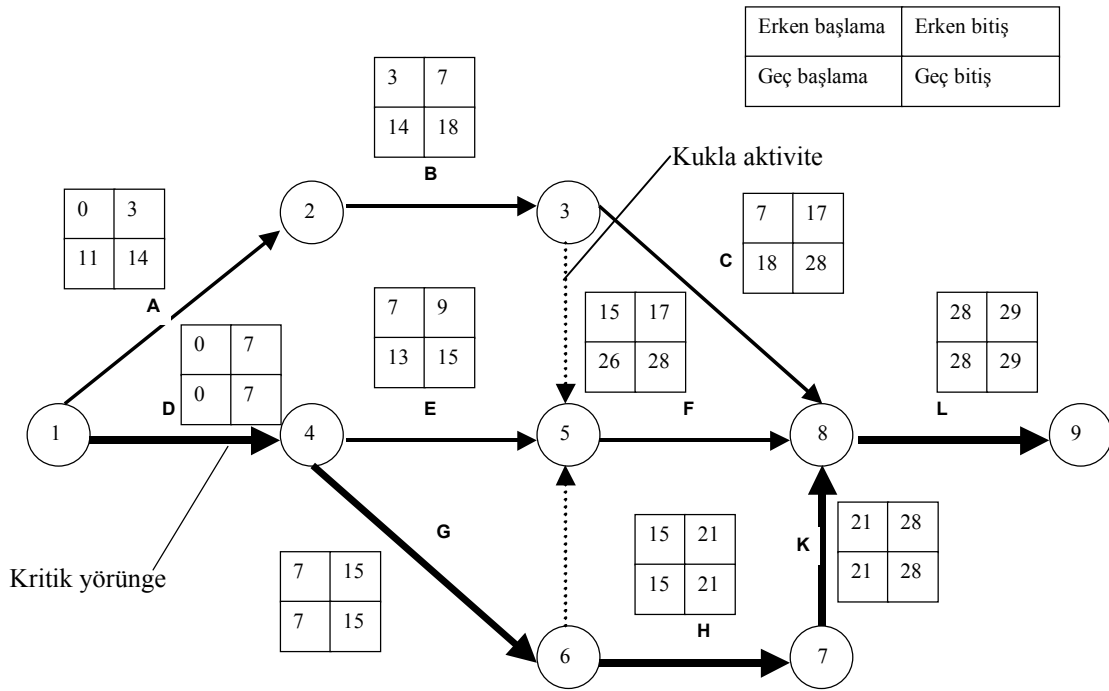 Erken başlama Erken bitiş
Geç başlama Geç bitiş
3 7
14 18
B
Kukla aktivite
0 3
11 14
A
2
3
7 17
18 28
C
7 9
13 15
E
15 17
26 28
F
28 29
28 29
L
0 7
0 7
D
1
4
5
8
9
G
Kritik yörünge
7 15
7 15
15 21
15 21
H
K
21 28
21 28
6
7